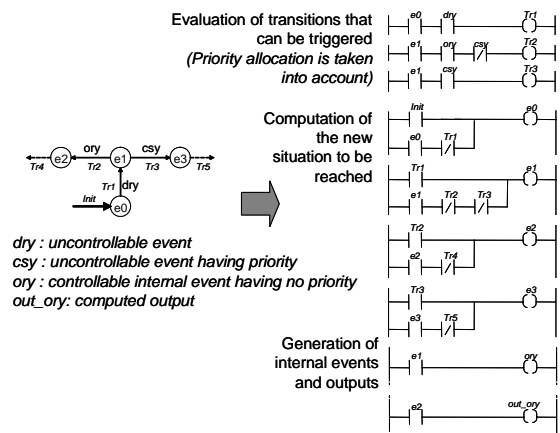 Evaluation of transitions that
can be triggered
(Priority allocation is taken
into account)
e0 dry Tr1
e1 ory csy Tr2
e1 csy Tr3
Computation of
the new
situation to be
reached
Init e0
e0 Tr1
Tr1 e1
e1 Tr2 Tr3
Tr2 e2
e2 Tr4
Tr3 e3
e3 Tr5
ory csy
e2 e1 e3
Tr4 Tr2 Tr3 Tr5
Tr1 dry
Init
e0
dry : uncontrollable event
csy : uncontrollable event having priority
ory : controllable internal event having no priority
out_ory: computed output
Generation of
internal events
and outputs
e1 ory
e2 out_ory